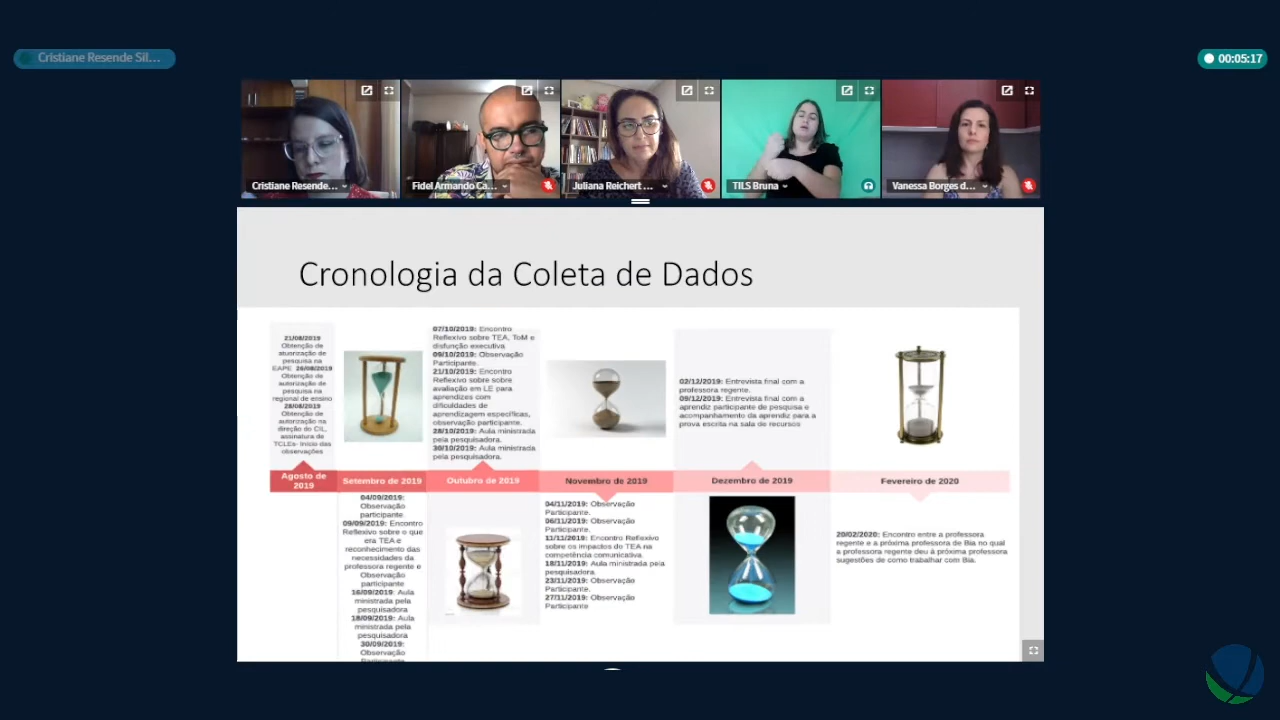 Cristiane Resende Sil...
00:05:17
Cristiane Resende...
Fidel Armando Ca...
Juliana Reichert ...
TILS Bruna
Vanessa Borges d...
Cronologia da Coleta de Dados
21/08/2019
Obtenção de
atuorização de
pesquisa na
EAPE 26/08/2019
Obtenção de
autorização de
pesquisa na
regional de ensino
28/08/2019
Obtenção de
autorização na
direção do CIL,
assinatura de
TCLEs- Início das
observações
Agosto de
2019
Setembro de 2019
04/09/2019:
Observação
participante
09/09/2019: Encontro
Reflexivo sobre o que
era TEA e
reconhecimento das
necessidades da
professora regente e
Observação
participante
16/09/2019: Aula
ministrada pela
pesquisadora
18/09/2019: Aula
ministrada pela
pesquisadora
30/09/2019:
Observação
Participante
07/10/2019: Encontro
Reflexivo sobre TEA, ToM e
disfunção executiva
09/10/2019: Observação
Participante.
21/10/2019: Encontro
Reflexivo sobre sobre
avaliação em LE para
aprendizes com
dificuldades de
aprendizagem específicas,
observação participante.
28/10/2019: Aula ministrada
pela pesquisadora.
30/10/2019: Aula ministrada
pela pesquisadora.
Outubro de 2019
Novembro de 2019
04/11/2019: Observação
Participante.
06/11/2019: Observação
Participante.
11/11/2019: Encontro Reflexivo
sobre os impactos do TEA na
competência comunicativa.
18/11/2019: Aula ministrada pela
pesquisadora.
23/11/2019: Observação
Participante
27/11/2019: Observação
Participante
02/12/2019: Entrevista final com a
professora regente.
09/12/2019: Entrevista final com a
aprendiz participante de pesquisa e
acompanhamento da aprendiz para a
prova escrita na sala de recurso
Dezembro de 2019
Fevereiro de 2020
20/02/2020: Encontro entre a professora
regente e a próxima professora de Bia no qual
a professora regente deu à próxima professora
sugestões de como trabalhar com Bia.